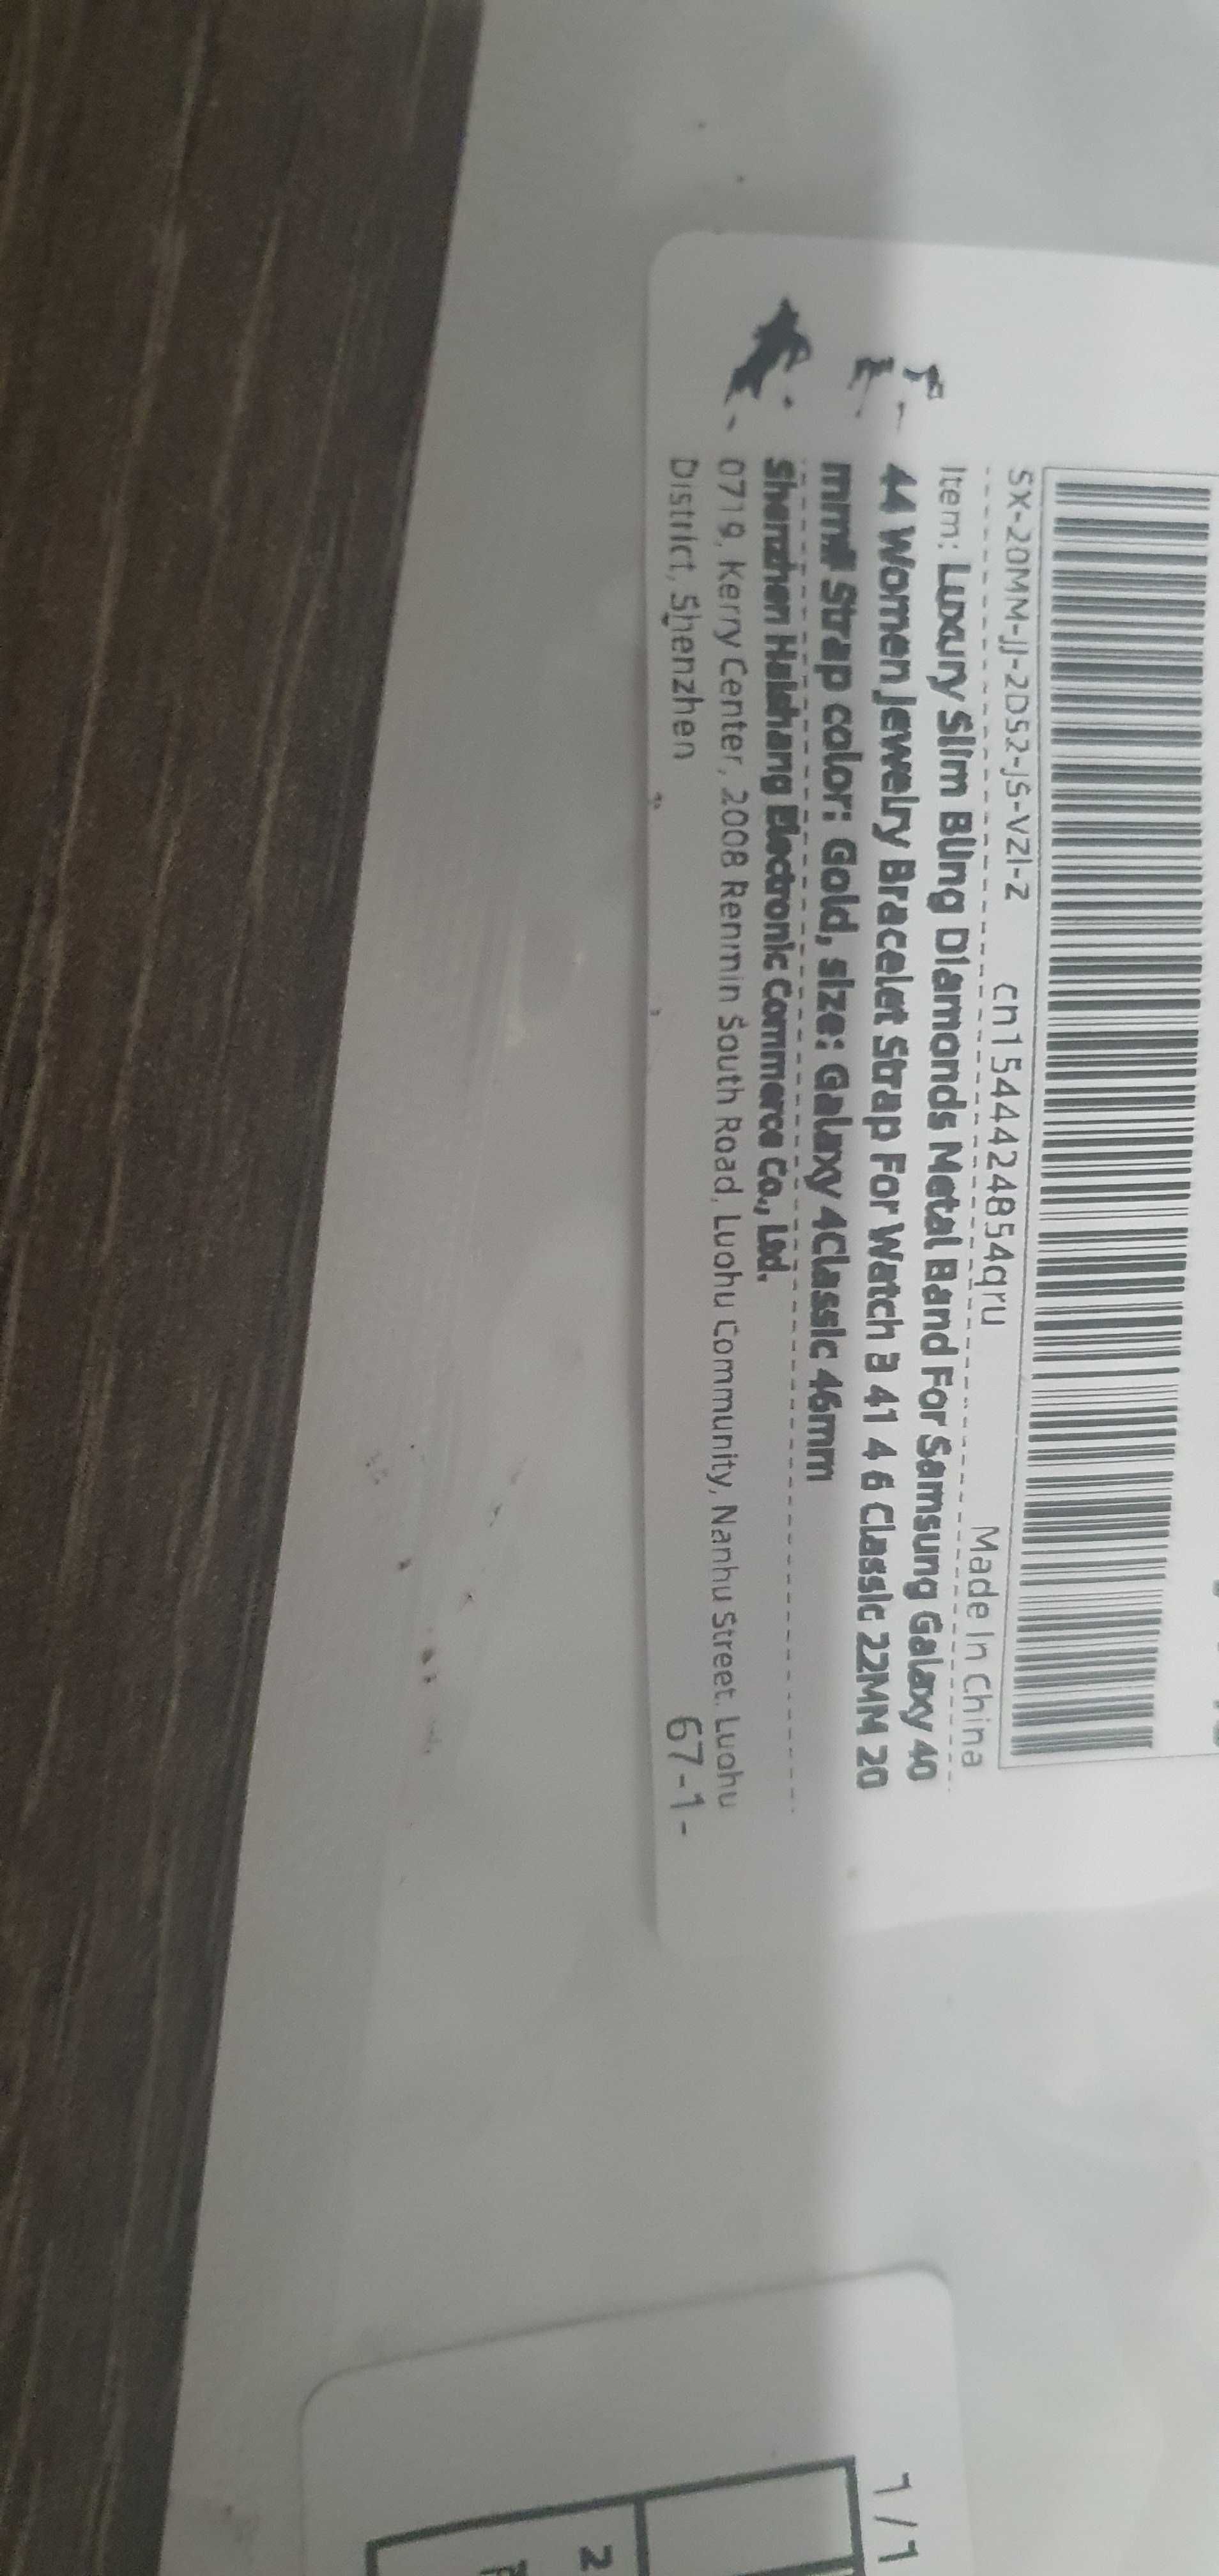 SX-20MM-JJ-2DS2-JS-VZI-Z cn1544424854qru Made In China
Item: Luxury Slim Bling Diamonds Metal Band For Samsung Galaxy 40
44 Women Jewelry Bracelet Strap For Watch 3 41 4 6 Classic 22MM 20
mm# Strap color: Gold, size: Galaxy 4Classic 46mm
Shenzhen Haishang Electronic Commerce Co., Ltd.
0719, Kerry Center, 2008 Renmin South Road, Luohu Community, Nanhu Street. Luohu
District, Shenzhen 67-1-
1/1
2